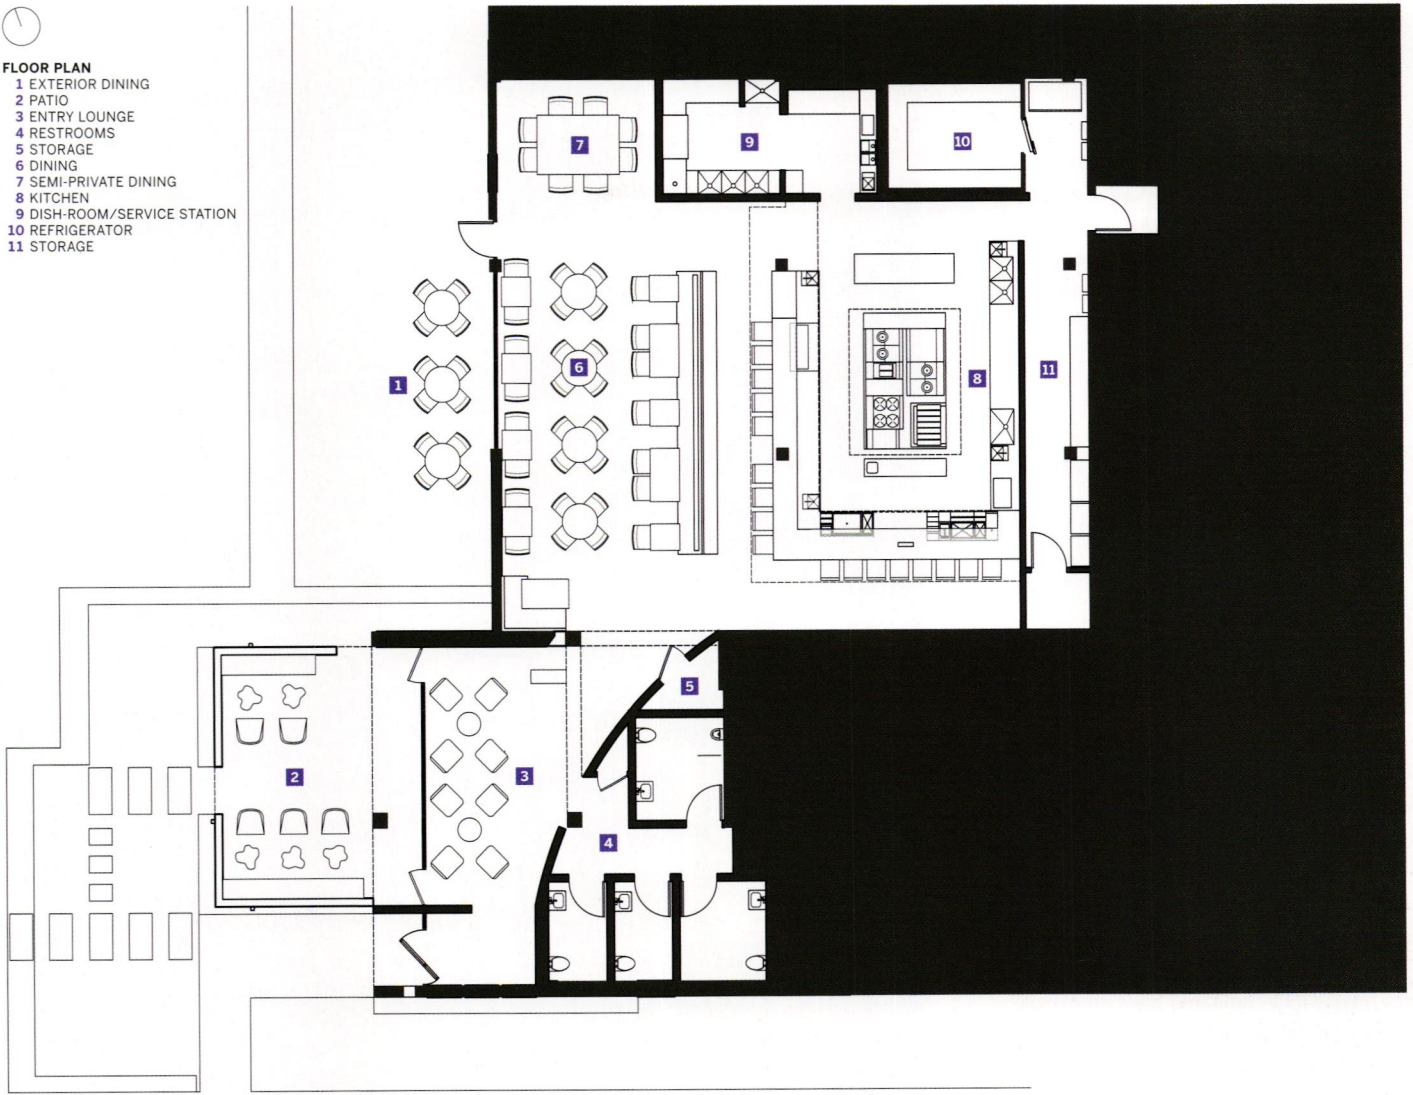 FLOOR PLAN
1 EXTERIOR DINING
2 PATIO
3 ENTRY LOUNGE
4 RESTROOMS
5 STORAGE
6 DINING
7 SEMI-PRIVATE DINING
8 KITCHEN
9 DISH-ROOM/SERVICE STATION
10 REFRIGERATOR
11 STORAGE
7
9
10
1
6
8
11
5
2
3
4